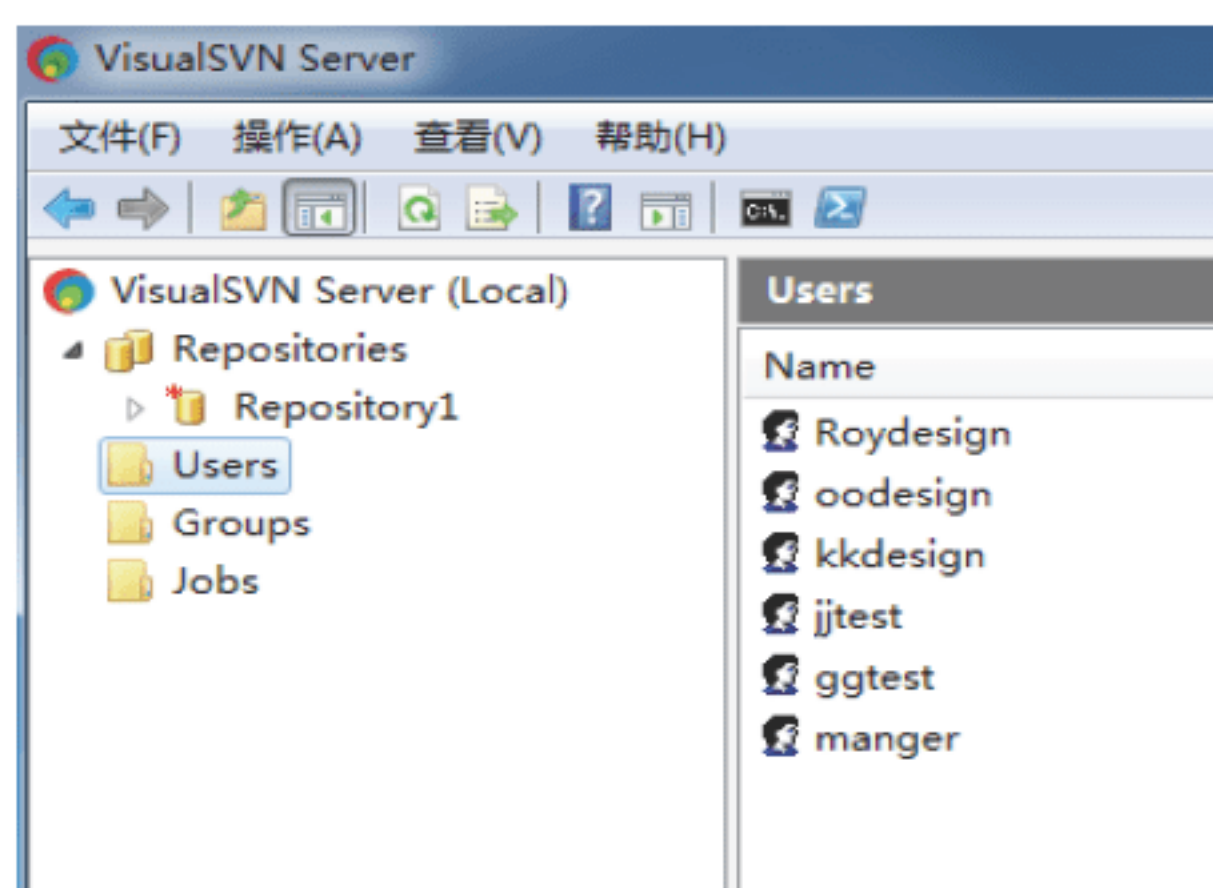 VisualSVN Server
文件(F) 操作(A) 查看(V) 帮助(H)
VisualSVN Server (Local)
Repositories
Repository1
Users
Groups
Jobs
Users
Name
Roydesign
oodesign
kkdesign
jjtest
ggtest
manger